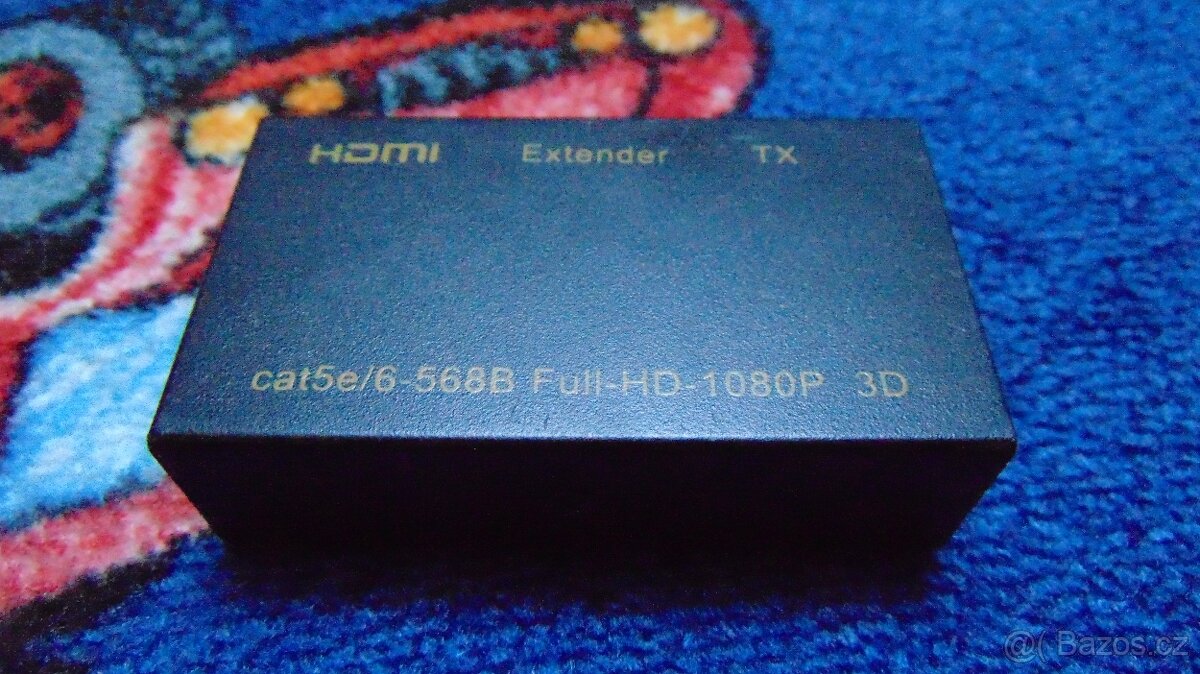 HDMI Extender TX
cat5e/6-568B Full-HD-1080P 3D
@( Bazos.cz